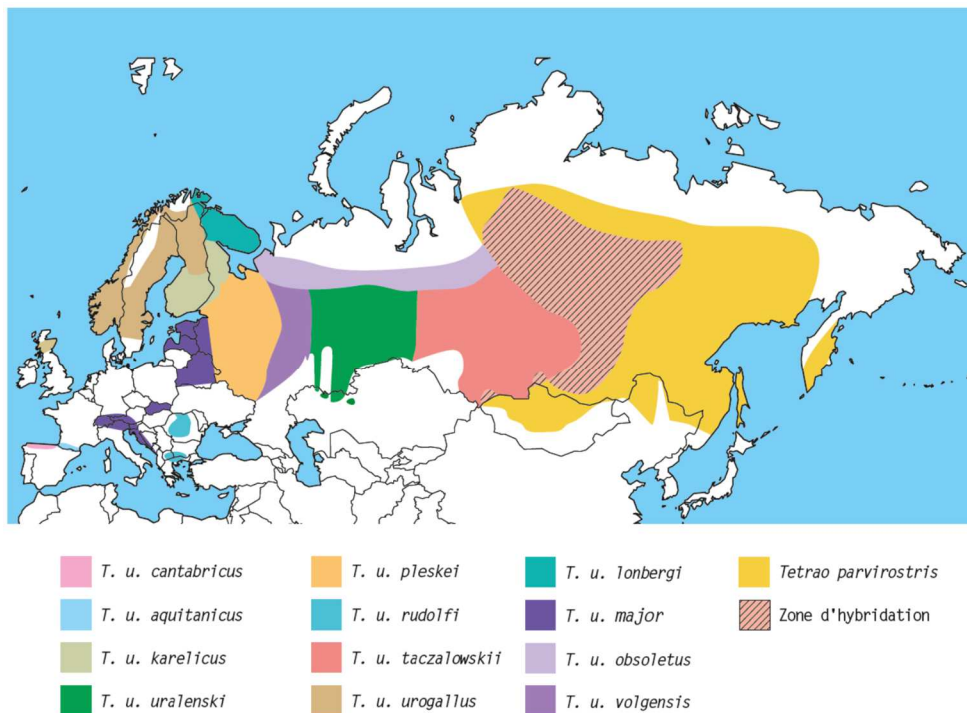 T. u. cantabricus
T. u. aquitanicus
T. u. karelicus
T. u. uralenski
T. u. pleskei
T. u. rudolfi
T. u. taczalowskii
T. u. urogallus
T. u. lonbergi
T. u. major
T. u. obsoletus
T. u. volgensis
Tetrao parvirostris
Zone d'hybridation